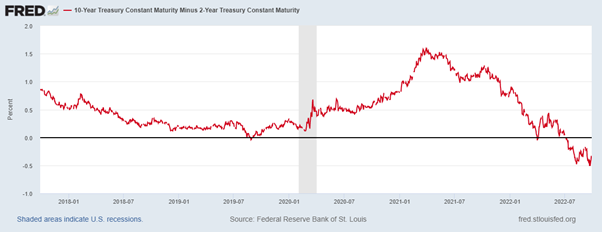 FRED 10-Year Treasury Constant Maturity Minus 2-Year Treasury Constant Maturity
2.0
1.5
1.0
0.5
0.0
-0.5
-1.0
Percent
2018-01 2018-07 2019-01 2019-07 2020-01 2020-07 2021-01 2021-07 2022-01 2022-07
Shaded areas indicate U.S. recessions. Source: Federal Reserve Bank of St. Louis fred.stlouisfed.org